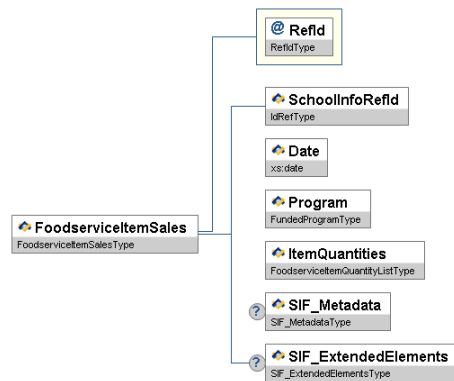 @ RefId
RefIdType
SchoolInfoRefId
IdRefType
Date
xs:date
Program
FundedProgramType
FoodserviceItemSales
FoodserviceItemSalesType
ItemQuantities
FoodserviceItemQuantityListType
? SIF_Metadata
SIF_MetadataType
? SIF_ExtendedElements
SIF_ExtendedElementsType